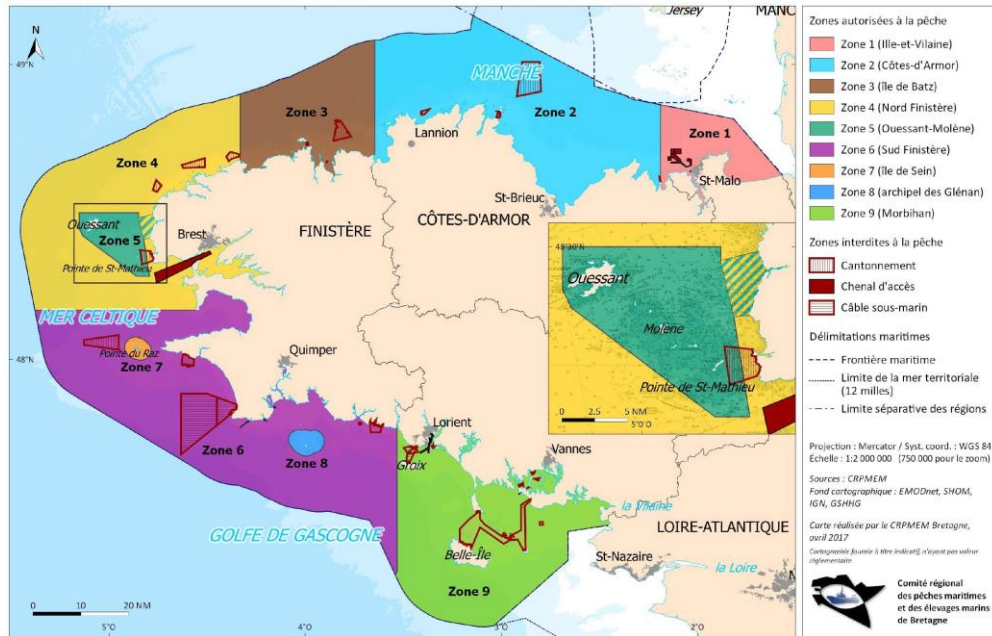 N
Jersey
MANC
49°N
MANCHE
Zone 3
Zone 2
Zone 1
Lannion
Zone 4
St-Malo
St-Brieuc
Ouessant
Zone 5
Brest
FINISTÈRE
CÔTES-D'ARMOR
Pointe de St-Mathieu
48°30'N
Ouessant
Molène
Pointe de St-Mathieu
0 2.5 5 NM
5°0'O
MER CELTIQUE
48°N
Pointe du Raz
Zone 7
Quimper
Zone 6
Zone 8
Lorient
Groix
Vannes
la Vilaine
LOIRE-ATLANTIQUE
GOLFE DE GASCOGNE
Belle-Île
St-Nazaire
la Loire
Zone 9
N
0 10 20 NM
5°O
4°O
3°O
2°O
Zones autorisées à la pêche
Zone 1 (Ille-et-Vilaine)
Zone 2 (Côtes-d'Armor)
Zone 3 (île de Batz)
Zone 4 (Nord Finistère)
Zone 5 (Ouessant-Molène)
Zone 6 (Sud Finistère)
Zone 7 (île de Sein)
Zone 8 (archipel des Glénan)
Zone 9 (Morbihan)
Zones interdites à la pêche
Cantonnement
Chenal d'accès
Câble sous-marin
Délimitations maritimes
Frontière maritime
Limite de la mer territoriale
(12 milles)
Limite séparative des régions
Projection : Mercator / Syst. coord. : WGS 84
Échelle : 1:2 000 000 (750 000 pour le zoom)
Sources : CRPMEM
Fond cartographique : EMODnet, SHOM,
IGN, GSHHG
Carte réalisée par le CRPMEM Bretagne,
avril 2017
Cartographie fournie à titre indicatif, n'ayant pas valeur
réglementaire
Comité régional
des pêches maritimes
et des élevages marins
de Bretagne